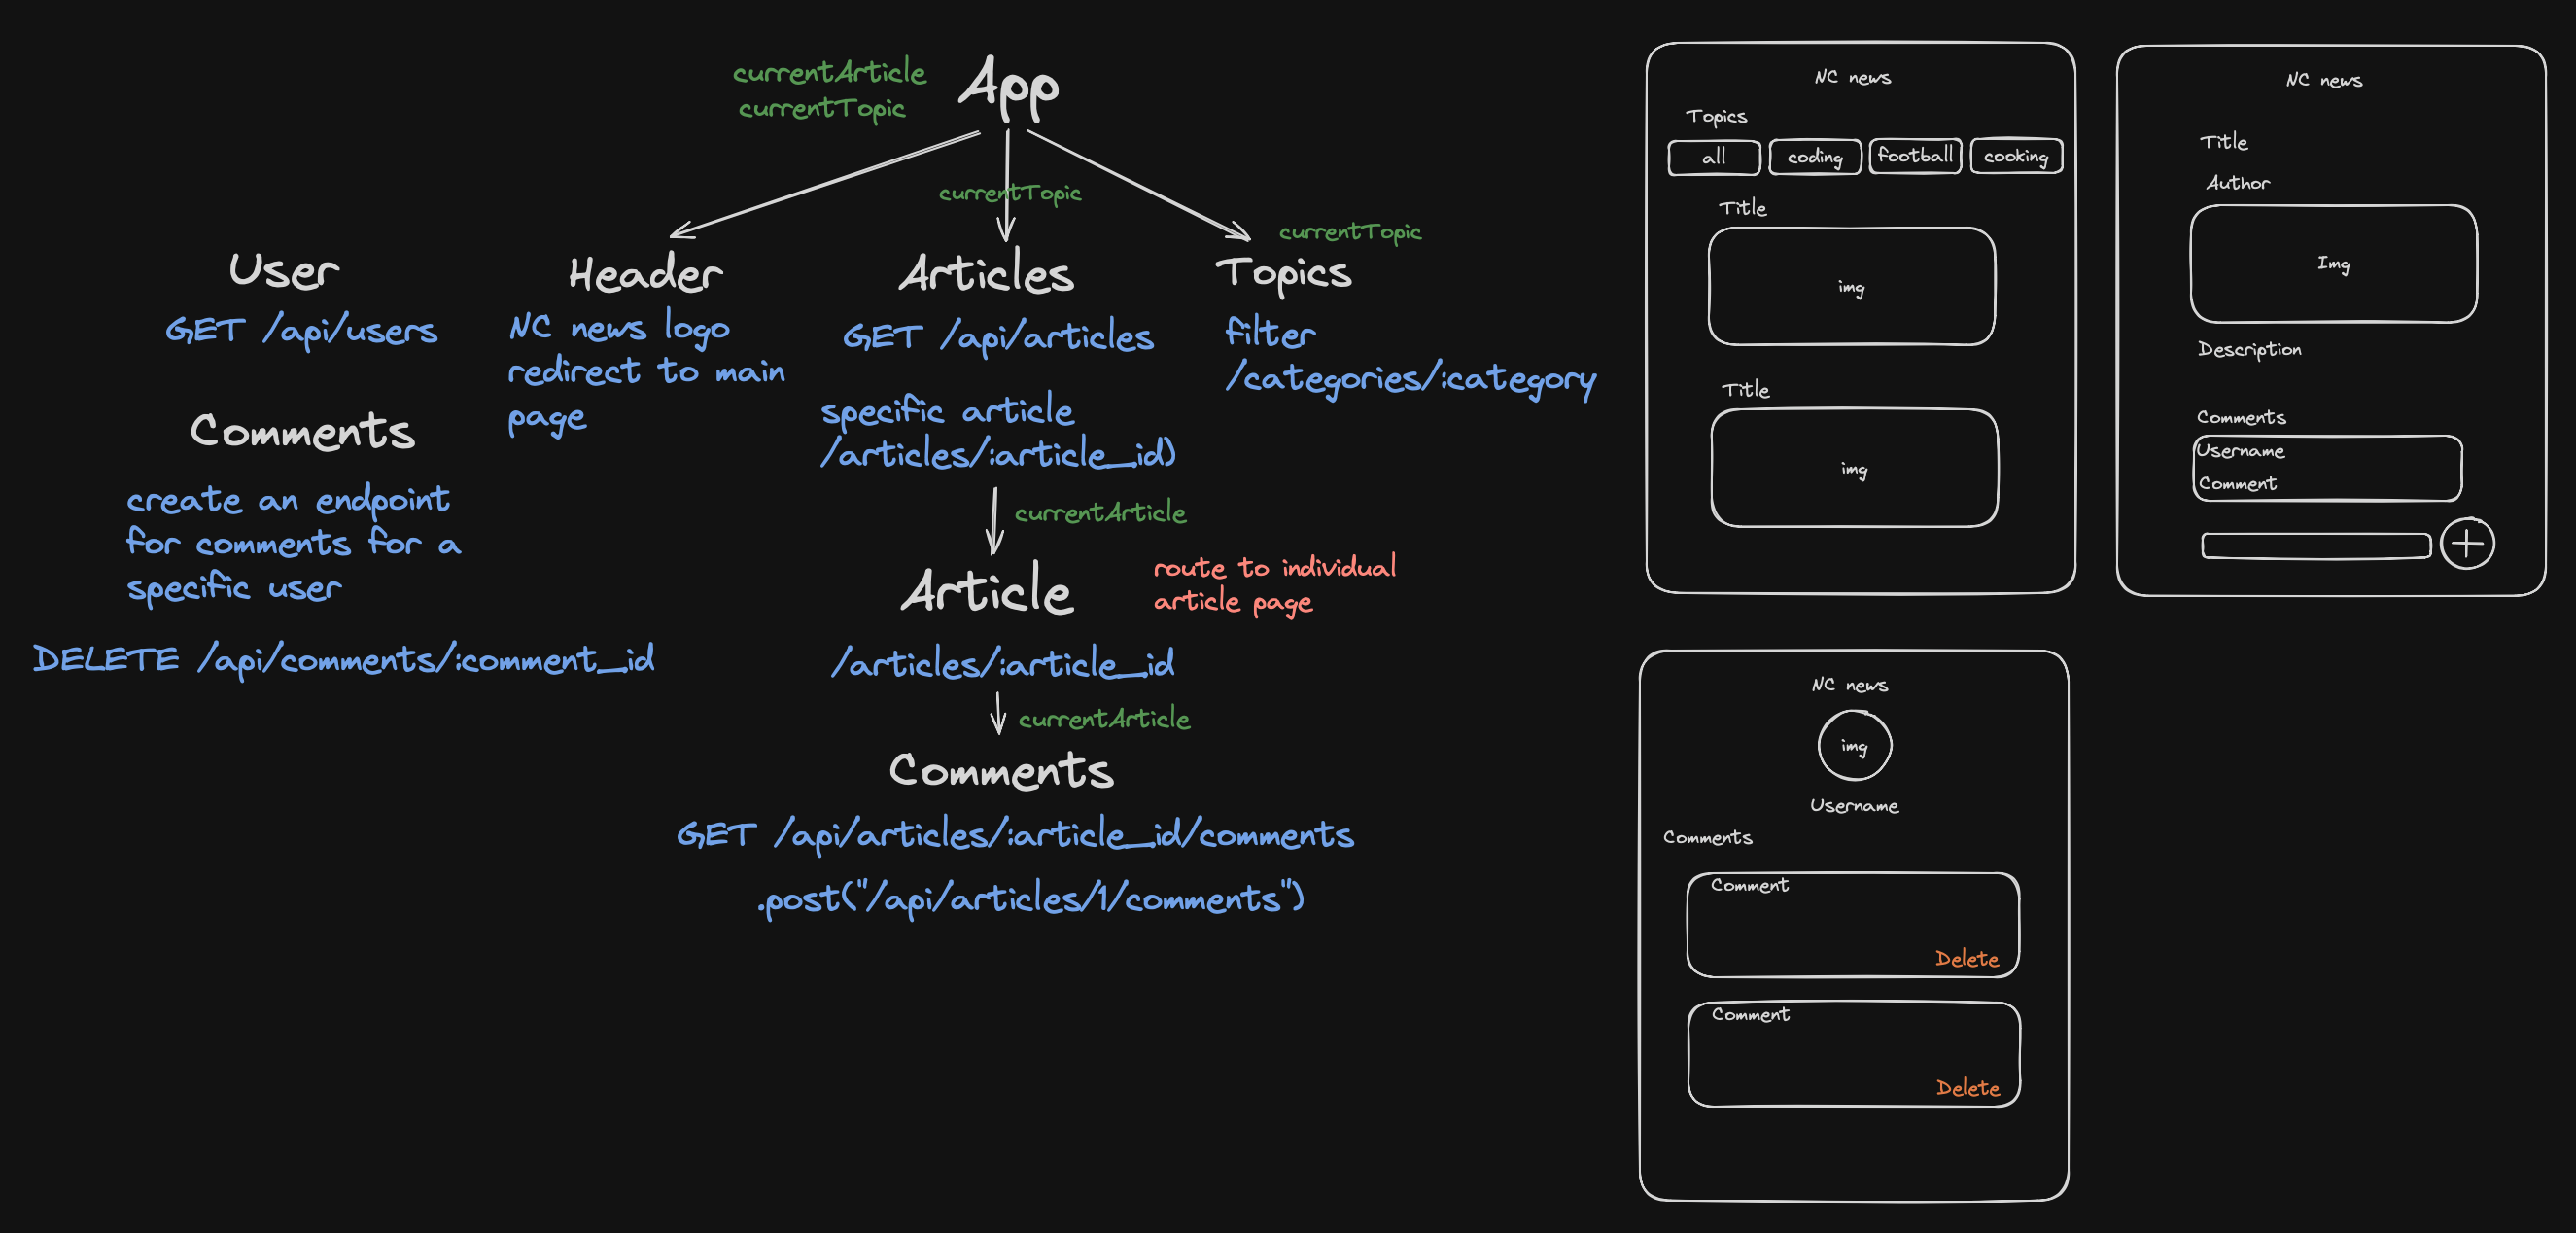 currentArticle
currentTopic
App
currentTopic
currentTopic
User
GET /api/users
Comments
create an endpoint
for comments for a
specific user
DELETE /api/comments/:comment_id
Header
NC news logo
redirect to main
page
Articles
GET /api/articles
specific article
/articles/:article_id)
currentArticle
Article
route to individual
article page
/articles/:article_id
currentArticle
Comments
GET /api/articles/:article_id/comments
.post("/api/articles/1/comments")
Topics
filter
/categories/:category
NC news
Topics
all coding football cooking
Title
img
Title
img
NC news
Title
Author
Img
Description
Comments
Username
Comment
NC news
img
Username
Comments
Comment
Delete
Comment
Delete